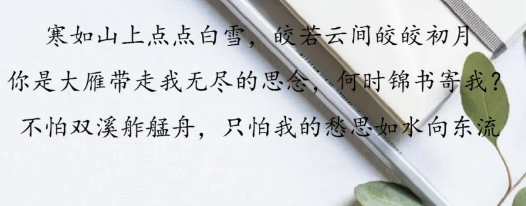 寒如山上点点白雪，皎若云间皎皎初月
你是大雁带走我无尽的思念，何时锦书寄我？
不怕双溪舴艋舟，只怕我的愁思如水向东流